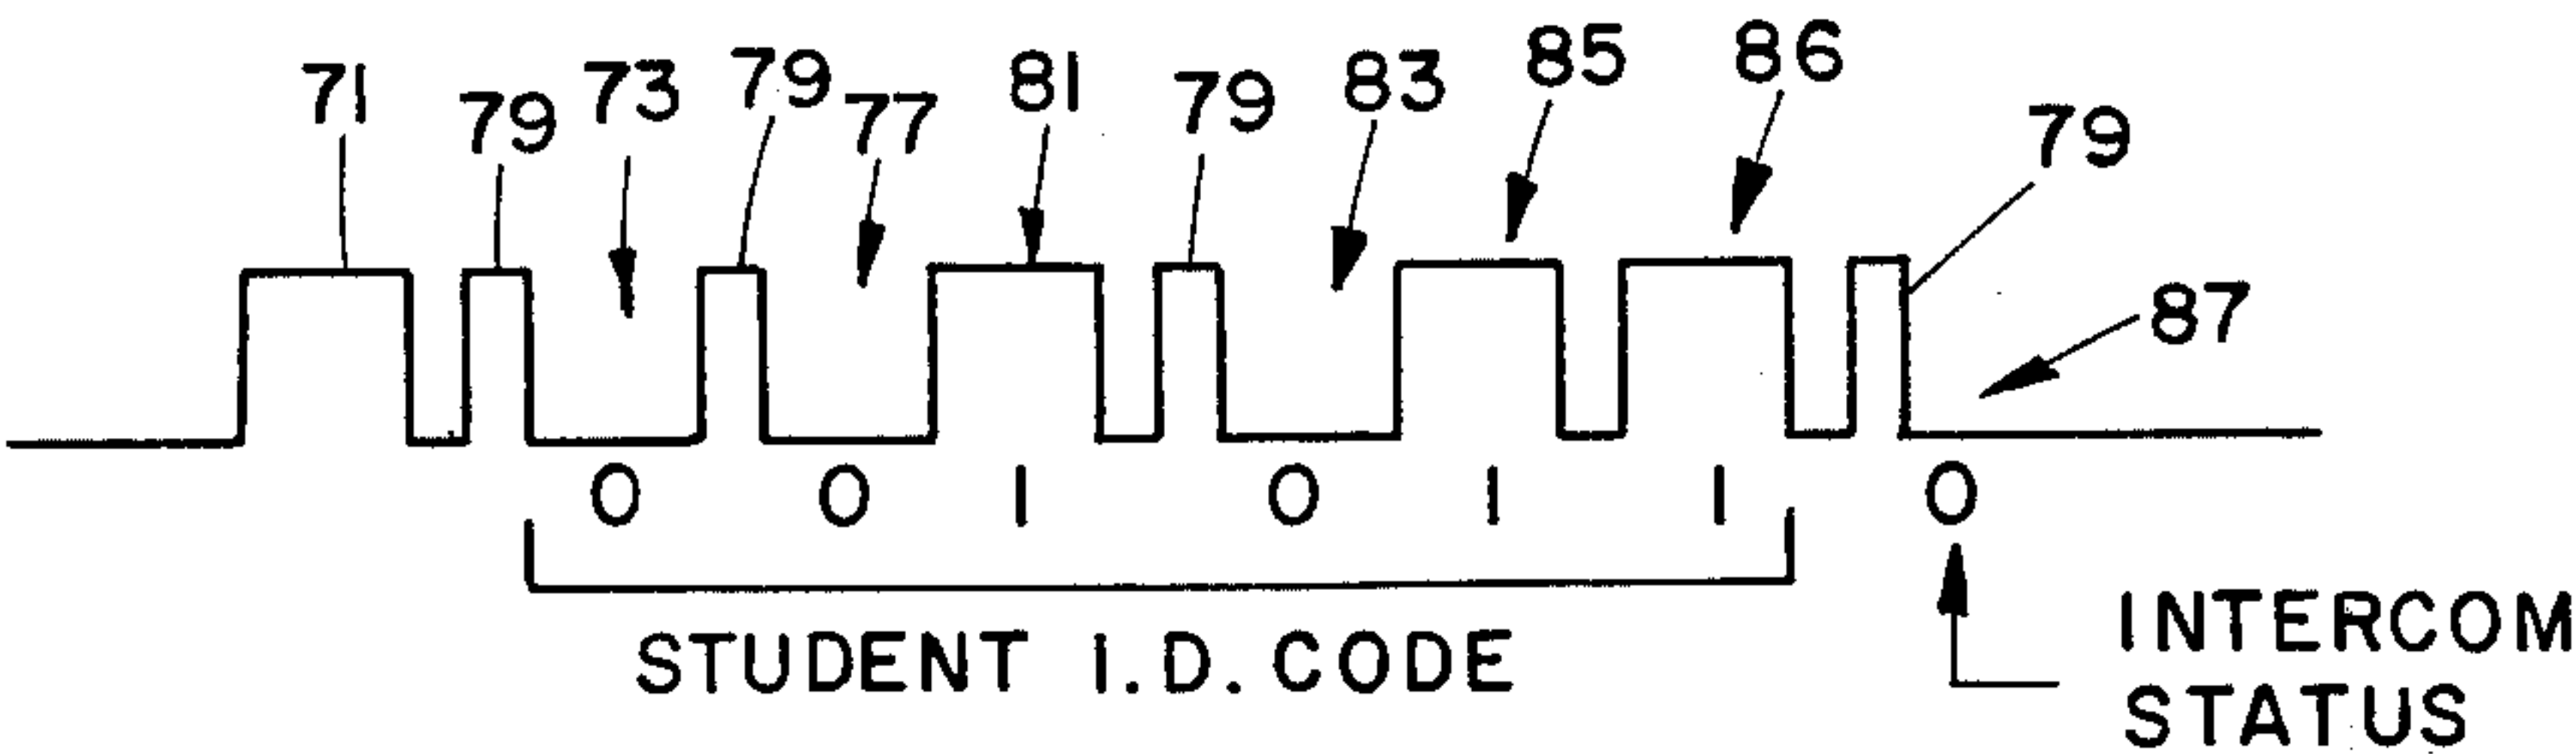 71 79 73 79 77 81 79 83 85 86 79
87
0 0 1 0 1 1 0
STUDENT I.D. CODE
INTERCOM
STATUS